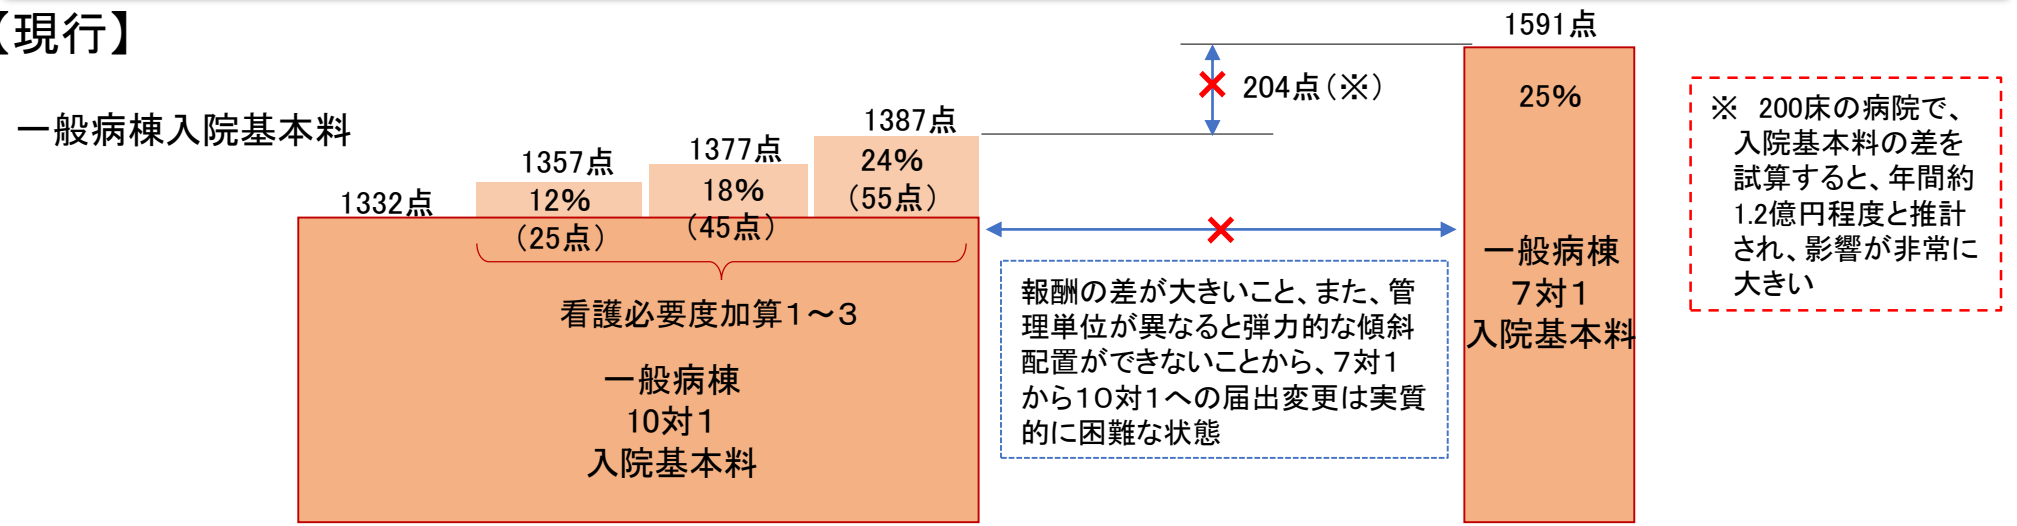 【現行】
一般病棟入院基本料
1332点
1357点
12%
（25点）
1377点
18%
（45点）
1387点
24%
（55点）
看護必要度加算１～３
一般病棟
10対１
入院基本料
204点（※）
報酬の差が大きいこと、また、管
理単位が異なると弾力的な傾斜
配置ができないことから、７対１
から１０対１への届出変更は実質
的に困難な状態
1591点
25%
一般病棟
７対１
入院基本料
※　200床の病院で、
入院基本料の差を
試算すると、年間約
1.2億円程度と推計
され、影響が非常に
大きい